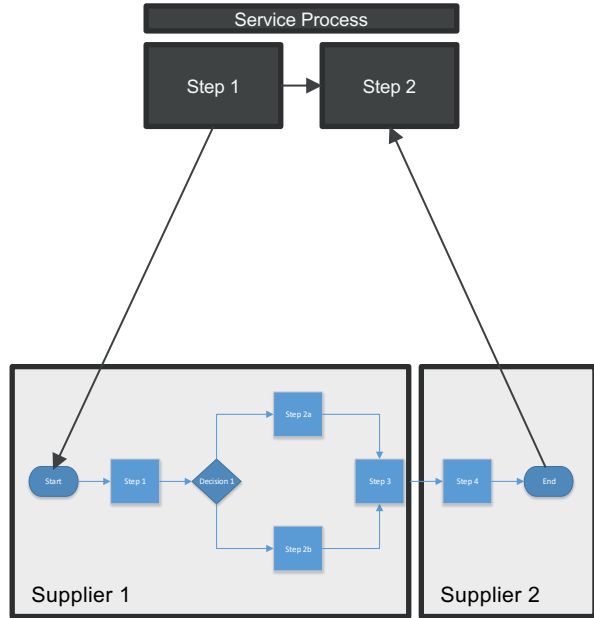 Service Process
Step 1
Step 2
Step 2a
Start
Step 1
Decision 1
Step 3
Step 4
End
Step 2b
Supplier 1
Supplier 2